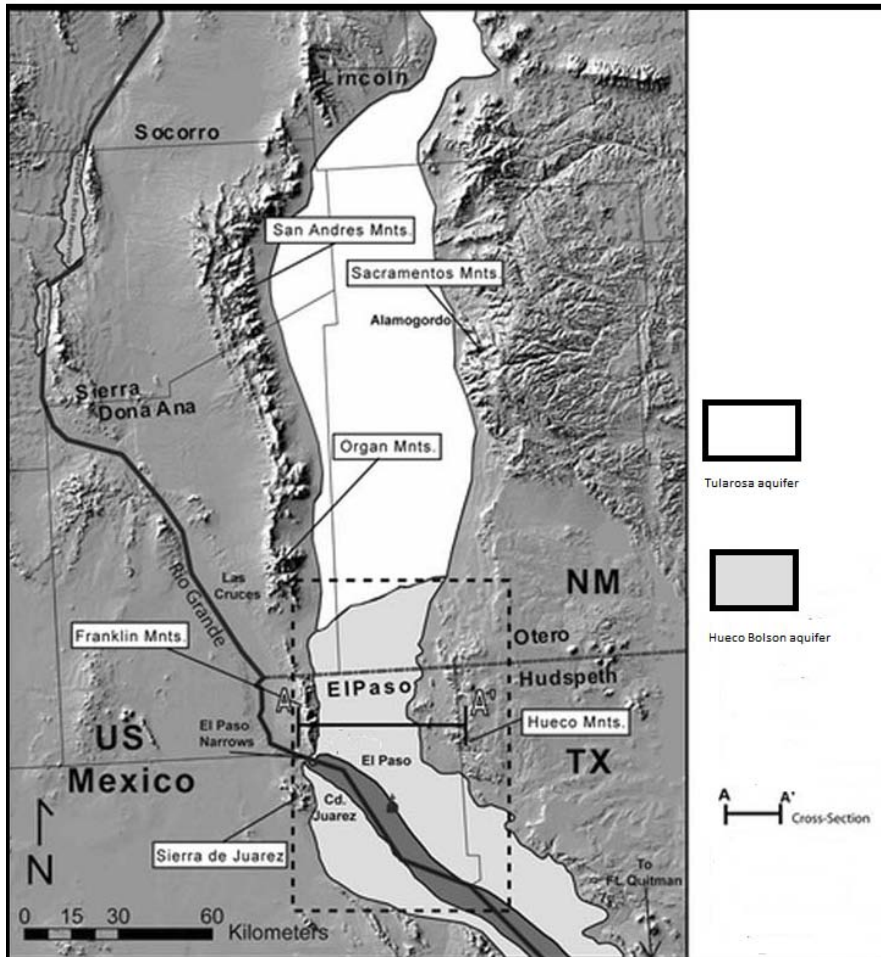 Lincoln
Socorro
San Andres Mnts.
Sacramentos Mnts.
Alamogordo
Sierra
Dona Ana
Organ Mnts.
Las
Cruces
Rio Grande
NM
Franklin Mnts.
Otero
Hudspeth
El Paso
A
A'
Hueco Mnts.
El Paso
Narrows
US
Mexico
El Paso
TX
Cd.
Juarez
Sierra de Juarez
N
To
Ft. Quitman
0 15 30 60
Kilometers
Tularosa aquifer
Hueco Bolson aquifer
A A'
Cross-Section